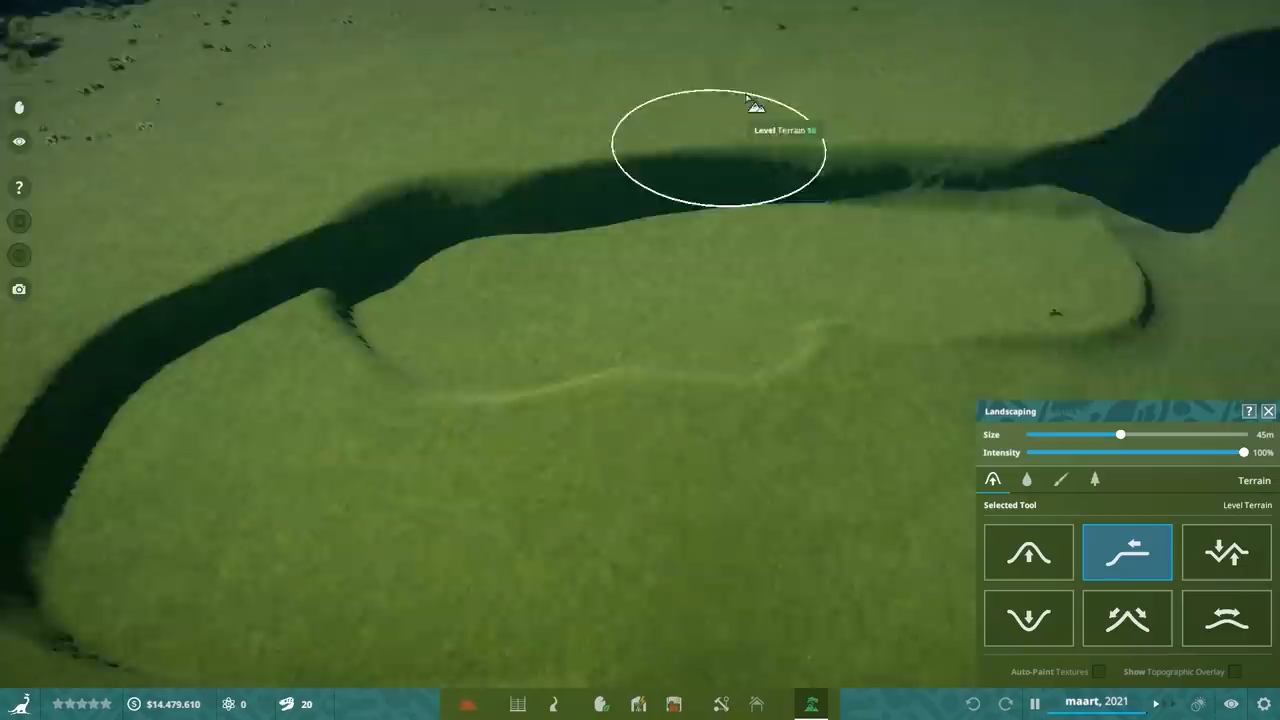 Level Terrain
Landscaping
?
Size
45m
Intensity
100%
Terrain
Selected Tool
Level Terrain
Auto-Paint Textures
Show Topographic Overlay
?
$14.479.610
0
20
maart, 2021